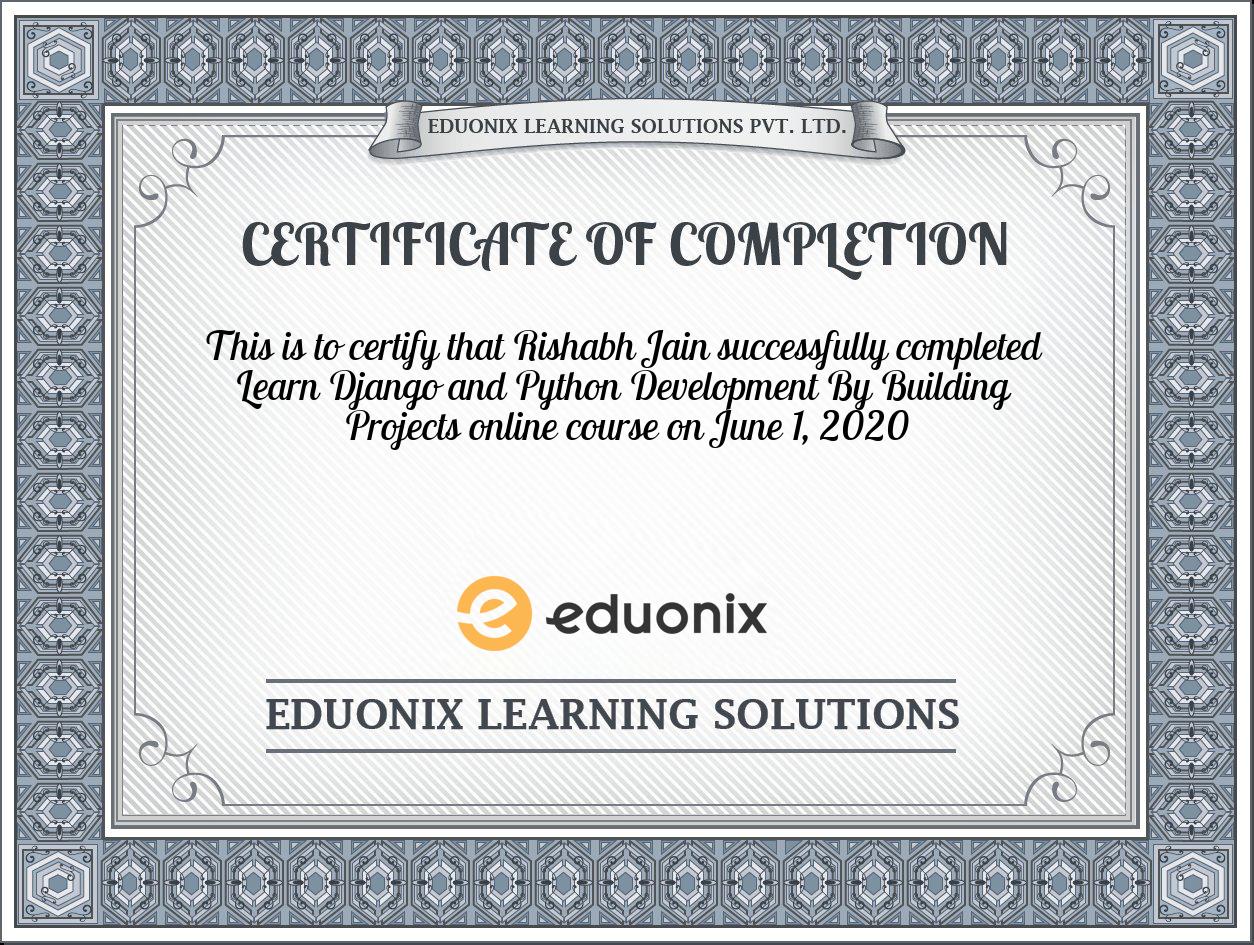 EDUONIX LEARNING SOLUTIONS PVT. LTD.
CERTIFICATE OF COMPLETION
This is to certify that Rishabh Jain successfully completed
Learn Django and Python Development By Building
Projects online course on June 1, 2020
eduonix
EDUONIX LEARNING SOLUTIONS